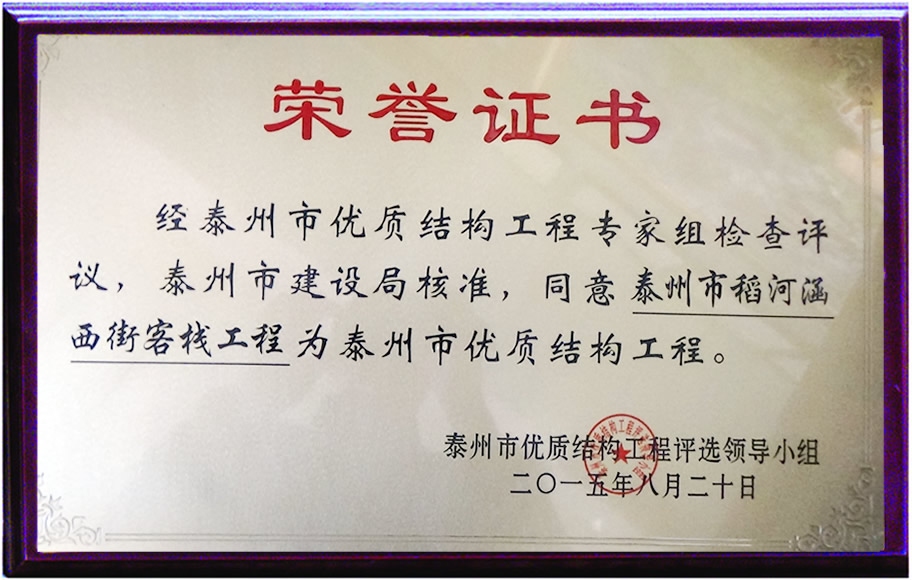 荣誉证书
经泰州市优质结构工程专家组检查评
议，泰州市建设局核准，同意泰州市稻河涵
西街客栈工程为泰州市优质结构工程。
泰州市优质结构工程评选领导小组
二〇一五年八月二十日